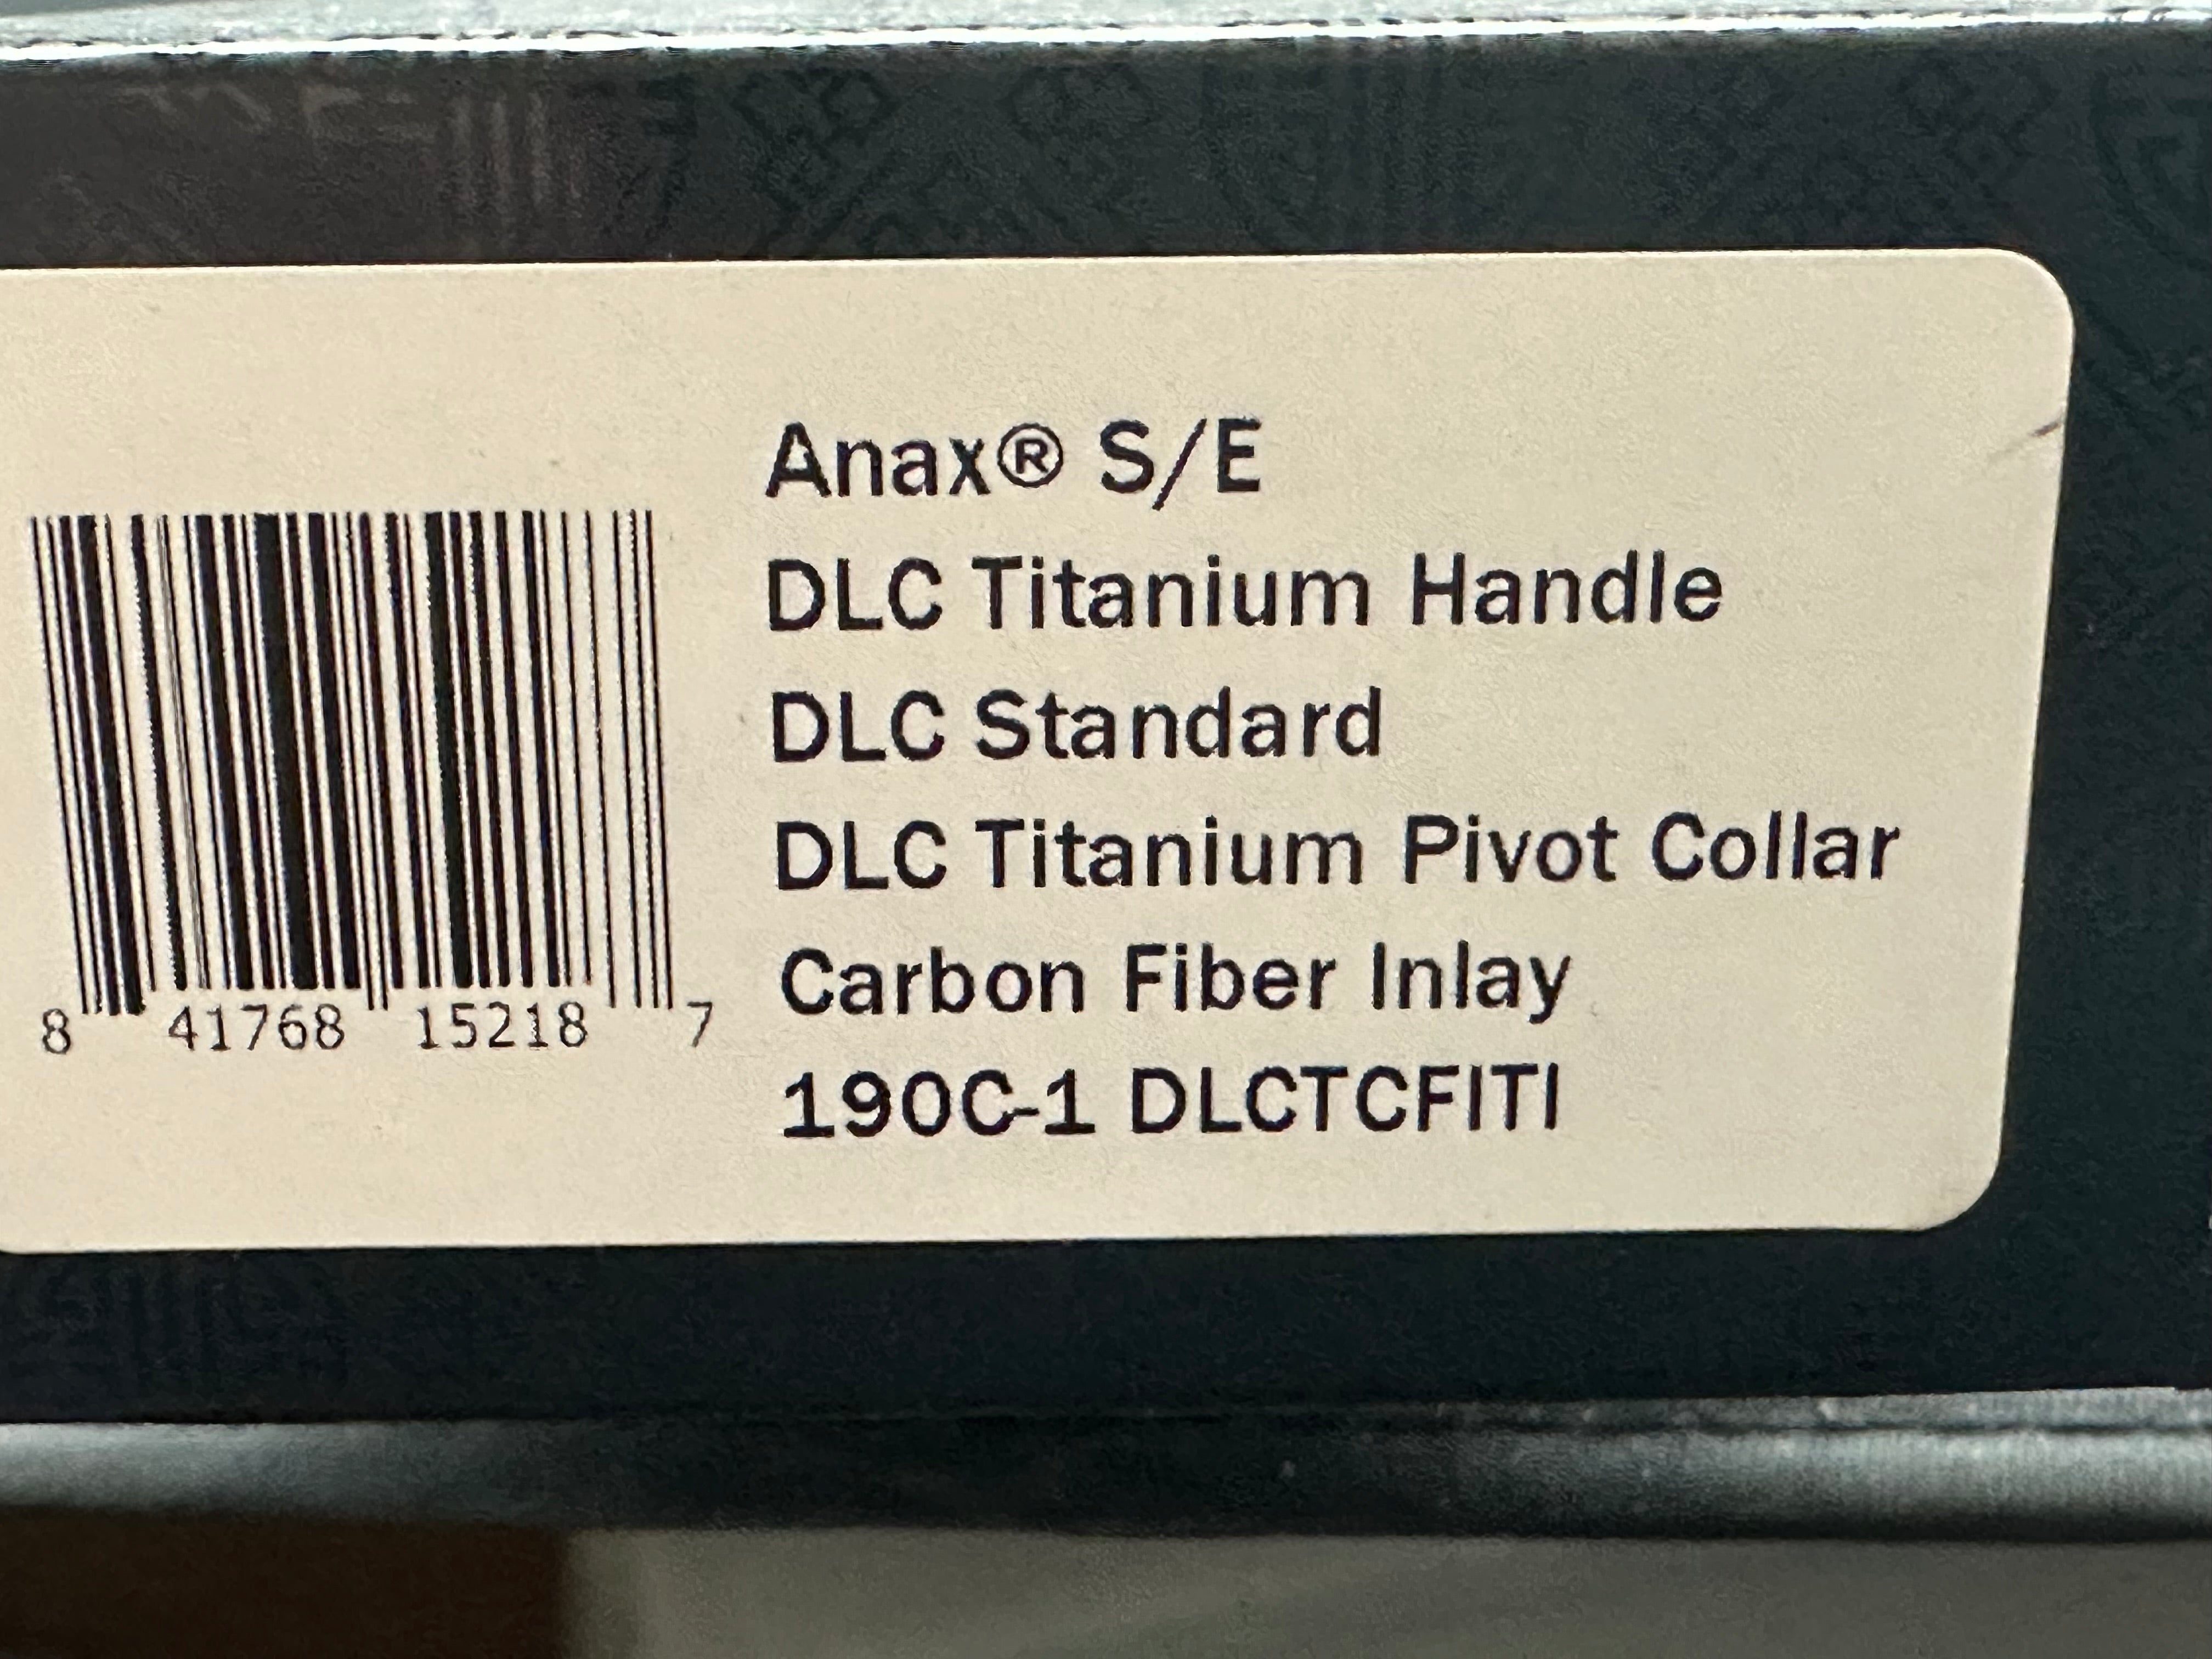 Anax® S/E
DLC Titanium Handle
DLC Standard
DLC Titanium Pivot Collar
Carbon Fiber Inlay
190C-1 DLCTCFITI
8 41768 15218 7